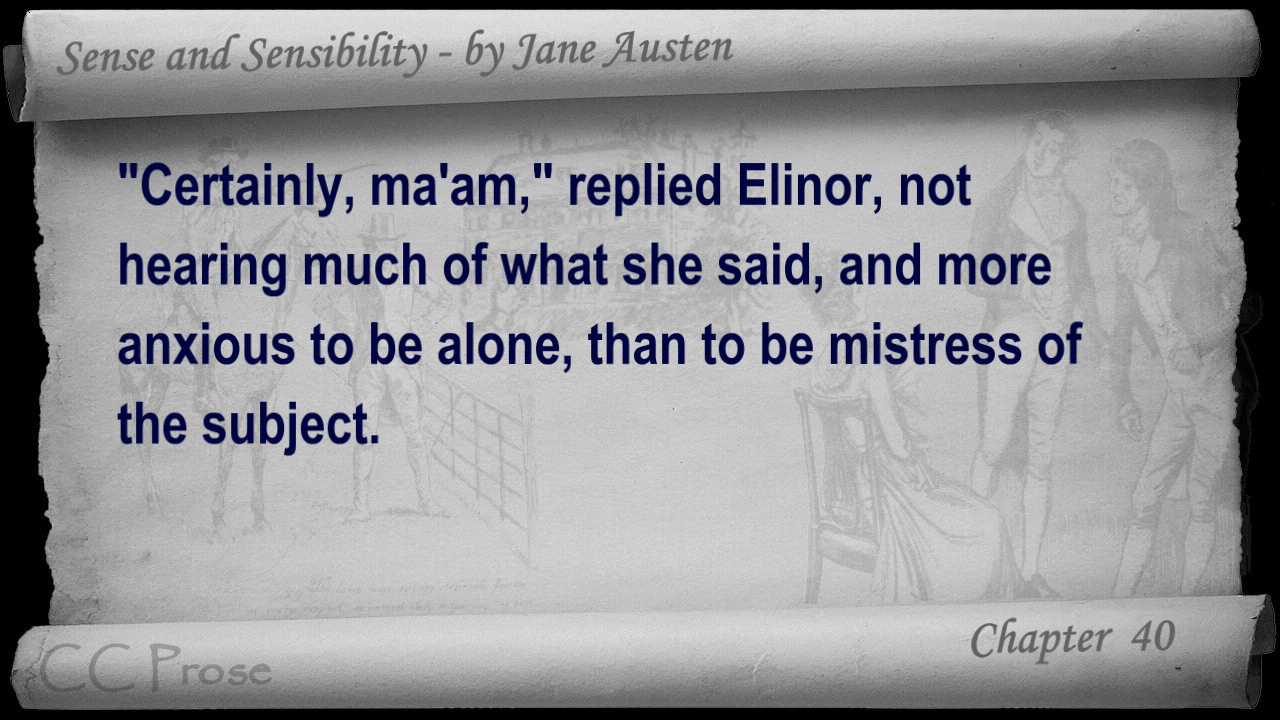 Sense and Sensibility - by Jane Austen
"Certainly, ma'am," replied Elinor, not
hearing much of what she said, and more
anxious to be alone, than to be mistress of
the subject.
Chapter 40
CC Prose